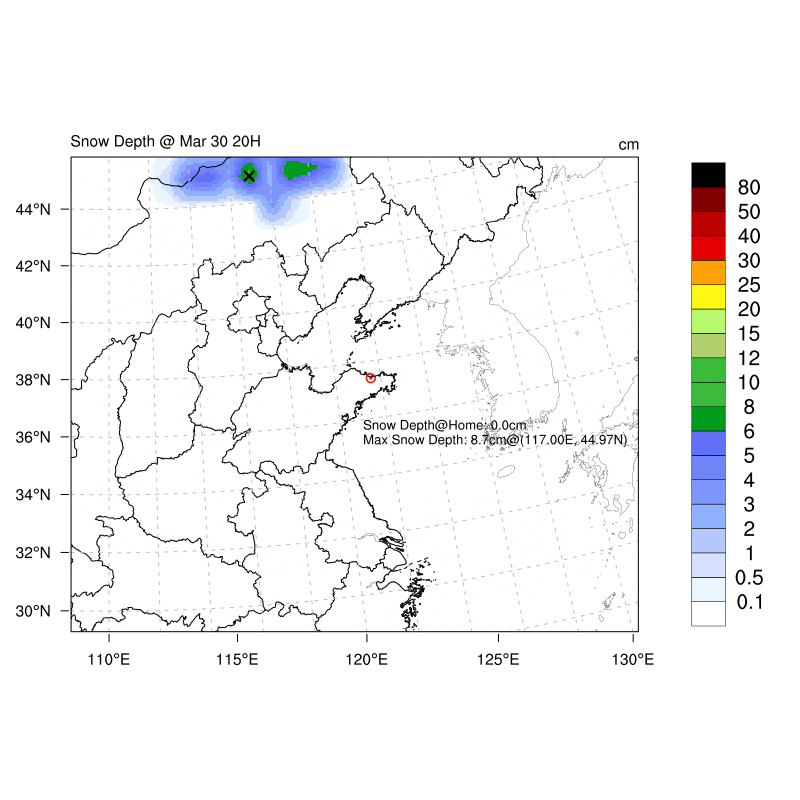 Snow Depth @ Mar 30 20H
cm
44°N
42°N
40°N
38°N
36°N
34°N
32°N
30°N
110°E
115°E
120°E
125°E
130°E
Snow Depth@Home: 0.0cm
Max Snow Depth: 8.7cm@(117.00E, 44.97N)
80
50
40
30
25
20
15
12
10
8
6
5
4
3
2
1
0.5
0.1